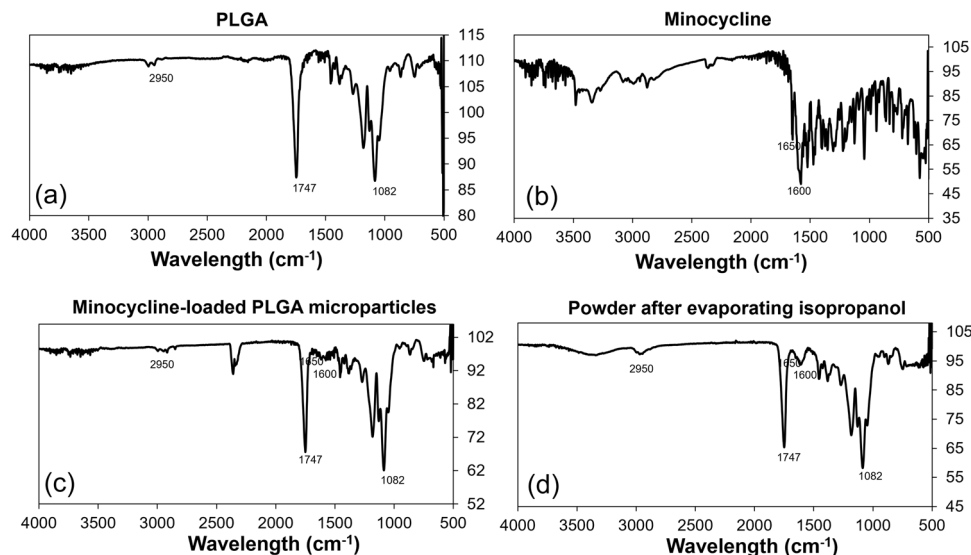 PLGA
115
110
105
100
95
90
85
80
2950
1747
1082
(a)
4000 3500 3000 2500 2000 1500 1000 500
Wavelength (cm-1)
Minocycline
105
95
85
75
65
55
45
35
1650
1600
(b)
4000 3500 3000 2500 2000 1500 1000 500
Wavelength (cm-1)
Minocycline-loaded PLGA microparticles
102
92
82
72
62
52
2950
1650
1600
1747
1082
(c)
4000 3500 3000 2500 2000 1500 1000 500
Wavelength (cm-1)
Powder after evaporating isopropanol
105
95
85
75
65
55
45
2950
1650
1600
1747
1082
(d)
4000 3500 3000 2500 2000 1500 1000 500
Wavelength (cm-1)